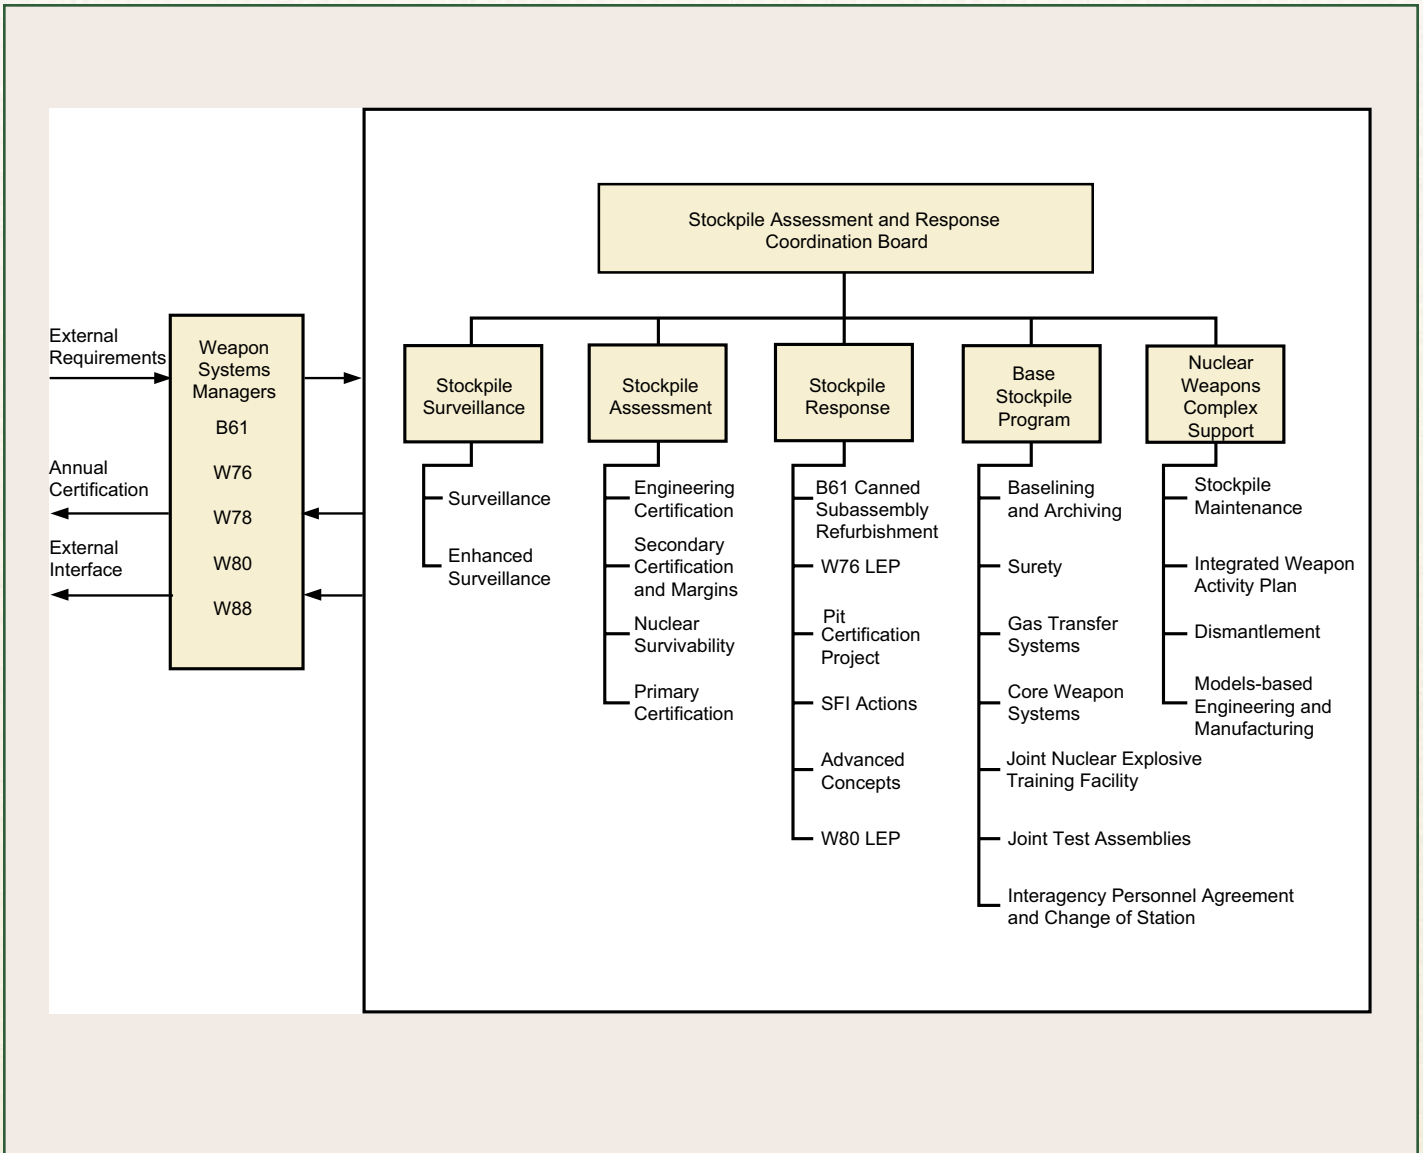 Stockpile Assessment and Response
Coordination Board
External
Requirements
Weapon
Systems
Managers
B61
W76
W78
W80
W88
Annual
Certification
External
Interface
Stockpile
Surveillance
Surveillance
Enhanced
Surveillance
Stockpile
Assessment
Engineering
Certification
Secondary
Certification
and Margins
Nuclear
Survivability
Primary
Certification
Stockpile
Response
B61 Canned
Subassembly
Refurbishment
W76 LEP
Pit
Certification
Project
SFI Actions
Advanced
Concepts
W80 LEP
Base
Stockpile
Program
Baselining
and Archiving
Surety
Gas Transfer
Systems
Core Weapon
Systems
Joint Nuclear Explosive
Training Facility
Joint Test Assemblies
Interagency Personnel Agreement
and Change of Station
Nuclear
Weapons
Complex
Support
Stockpile
Maintenance
Integrated Weapon
Activity Plan
Dismantlement
Models-based
Engineering and
Manufacturing